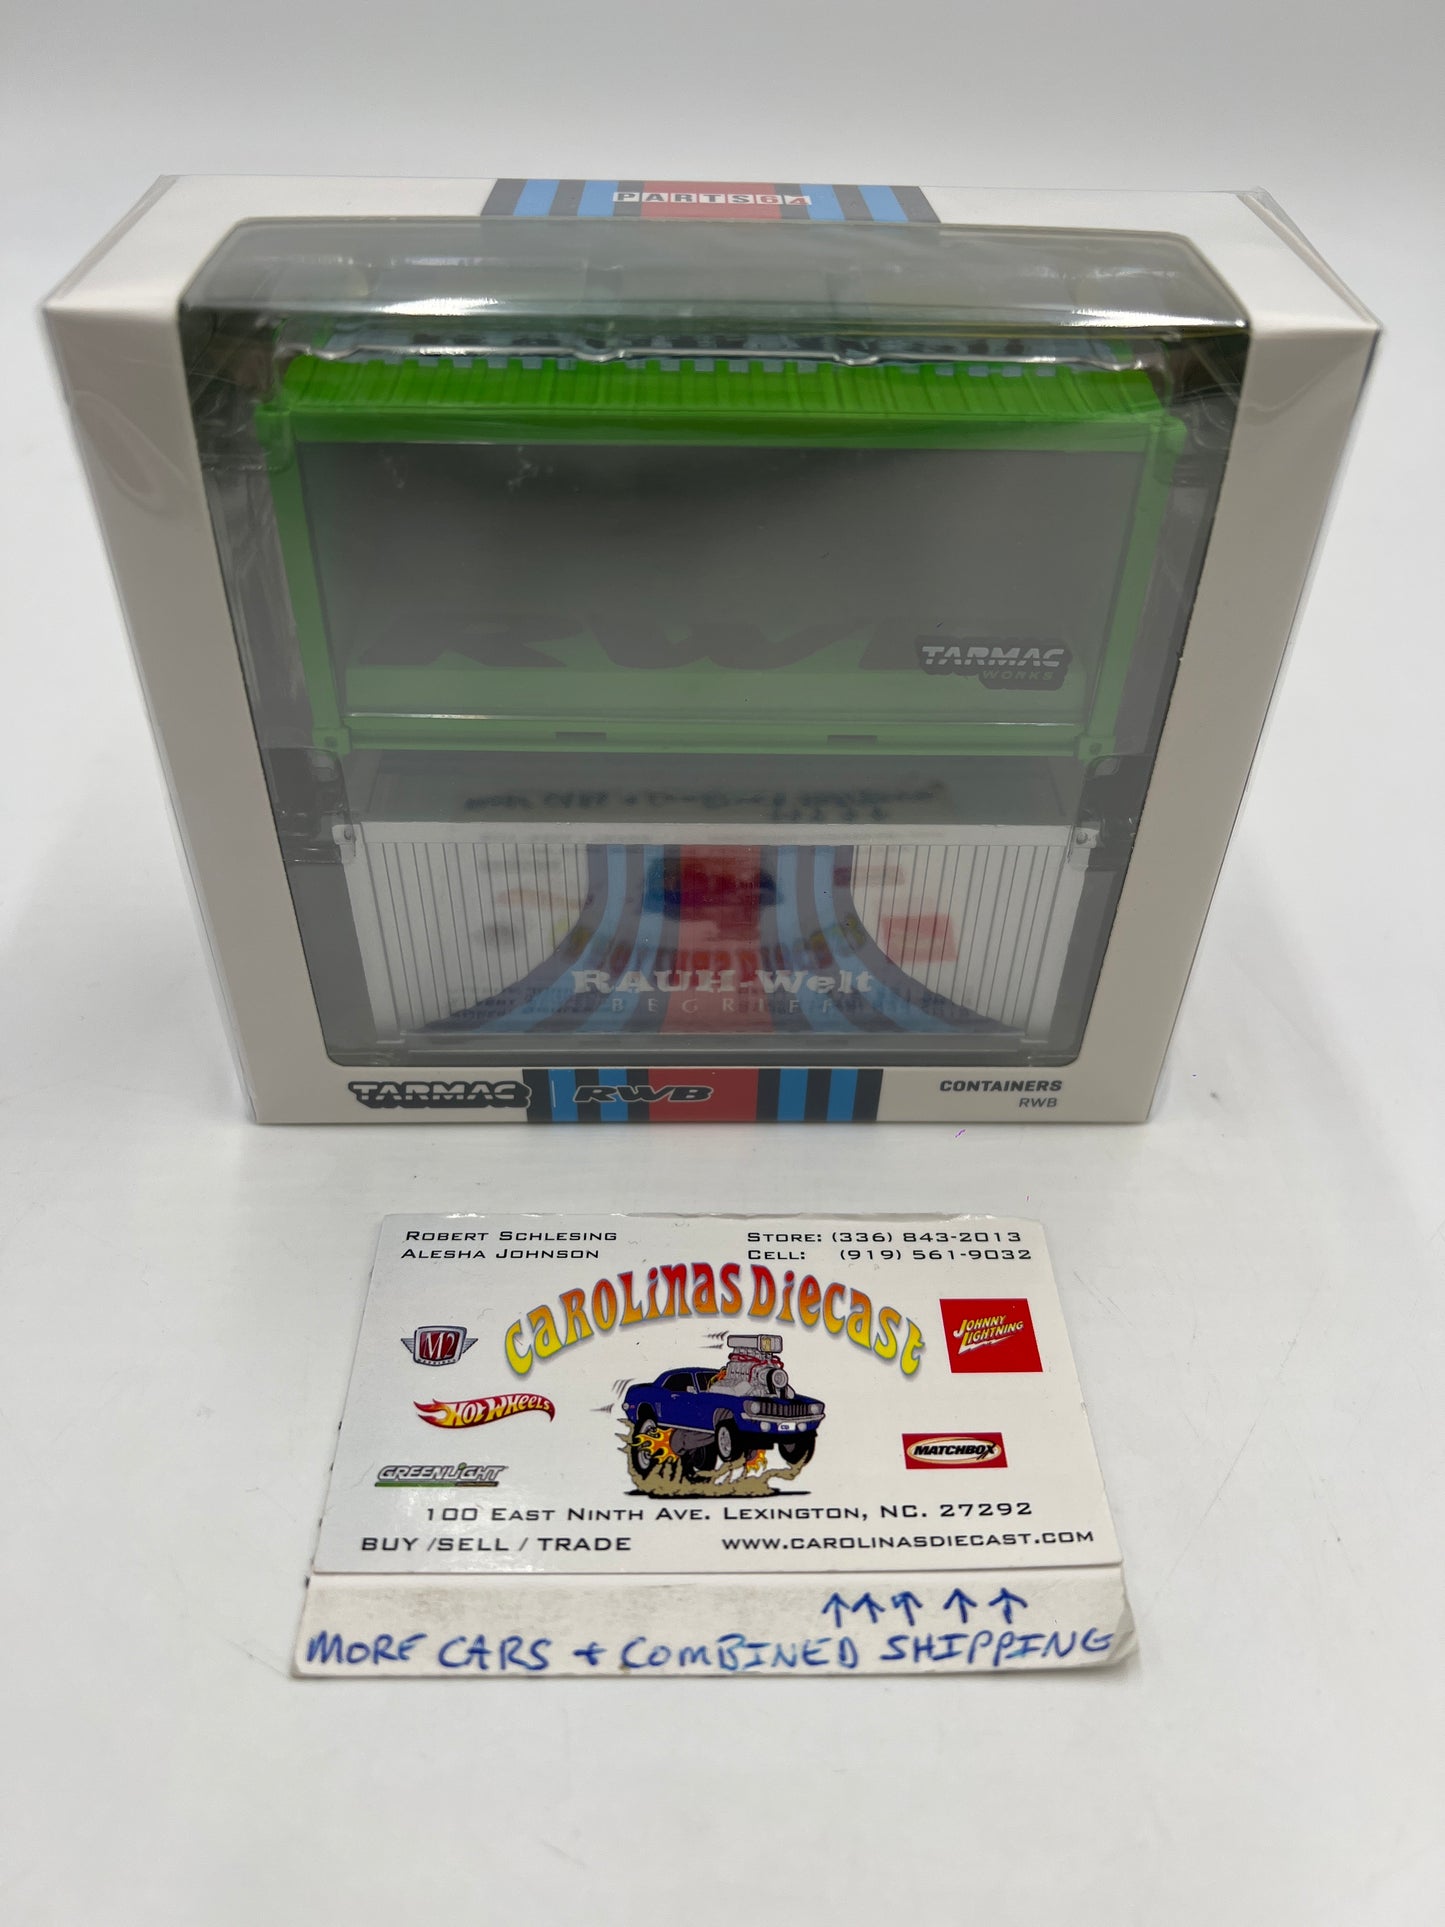 PARTS64
RWB
TARMAC
WORKS
RAUH-Welt
BEGRIFF
TARMAC
RWB
CONTAINERS
RWB
ROBERT SCHLESING
ALESHA JOHNSON
STORE: (336) 843-2013
CELL: (919) 561-9032
CAROLINAS DIECAST
M2
JOHNNY
LIGHTNING
HOT WHEELS
MATCHBOX
GREENLIGHT
100 EAST NINTH AVE. LEXINGTON, NC. 27292
BUY /SELL / TRADE
WWW.CAROLINASDIECAST.COM
↑↑↑ ↑ ↑
MORE CARS + COMBINED SHIPPING